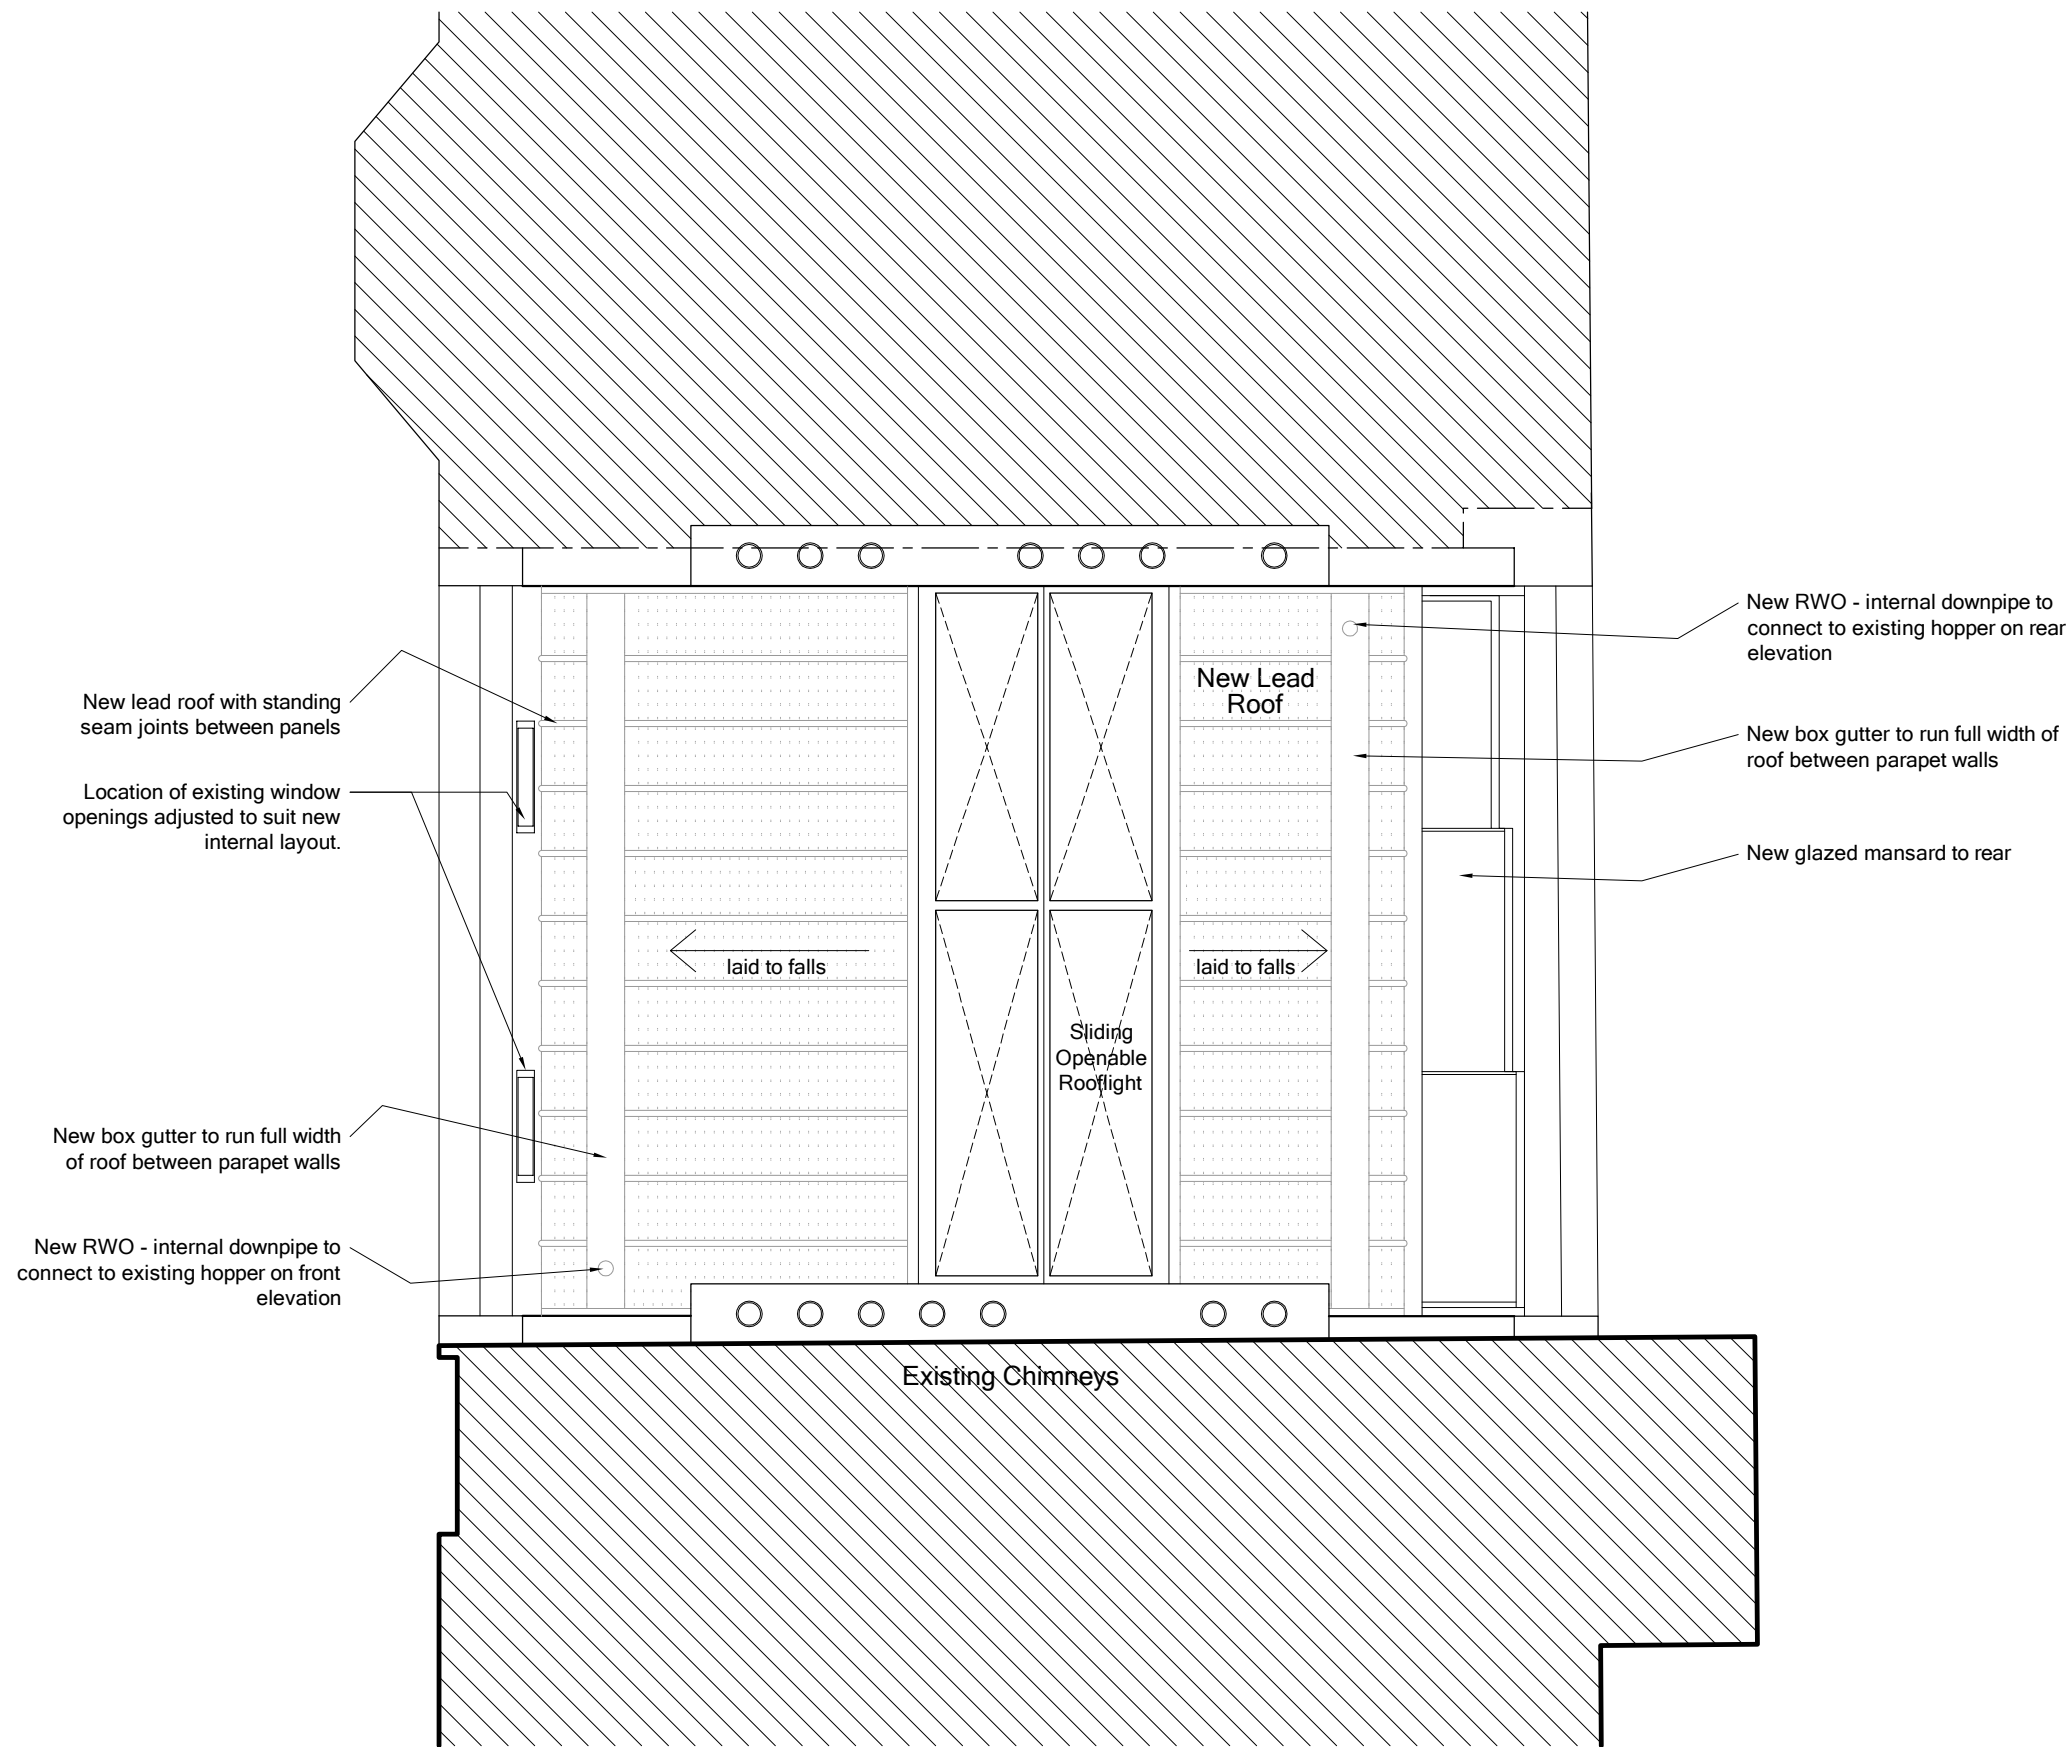 New lead roof with standing
seam joints between panels
Location of existing window
openings adjusted to suit new
internal layout.
New box gutter to run full width
of roof between parapet walls
New RWO - internal downpipe to
connect to existing hopper on front
elevation
laid to falls
Sliding
Openable
Rooflight
New Lead
Roof
laid to falls
Existing Chimneys
New RWO - internal downpipe to
connect to existing hopper on rear
elevation
New box gutter to run full width of
roof between parapet walls
New glazed mansard to rear